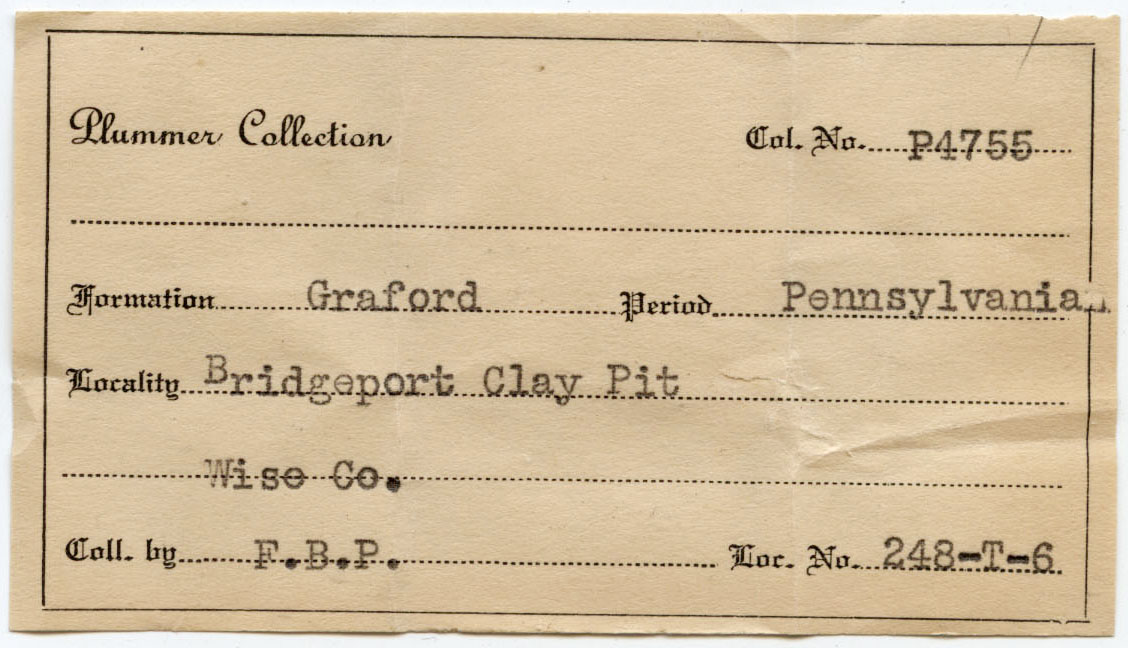 Plummer Collection Col. No. P4755
Formation Graford Period Pennsylvanian
Locality Bridgeport Clay Pit
Wise Co.
Coll. by F.B.P. Loc. No. 248-T-6